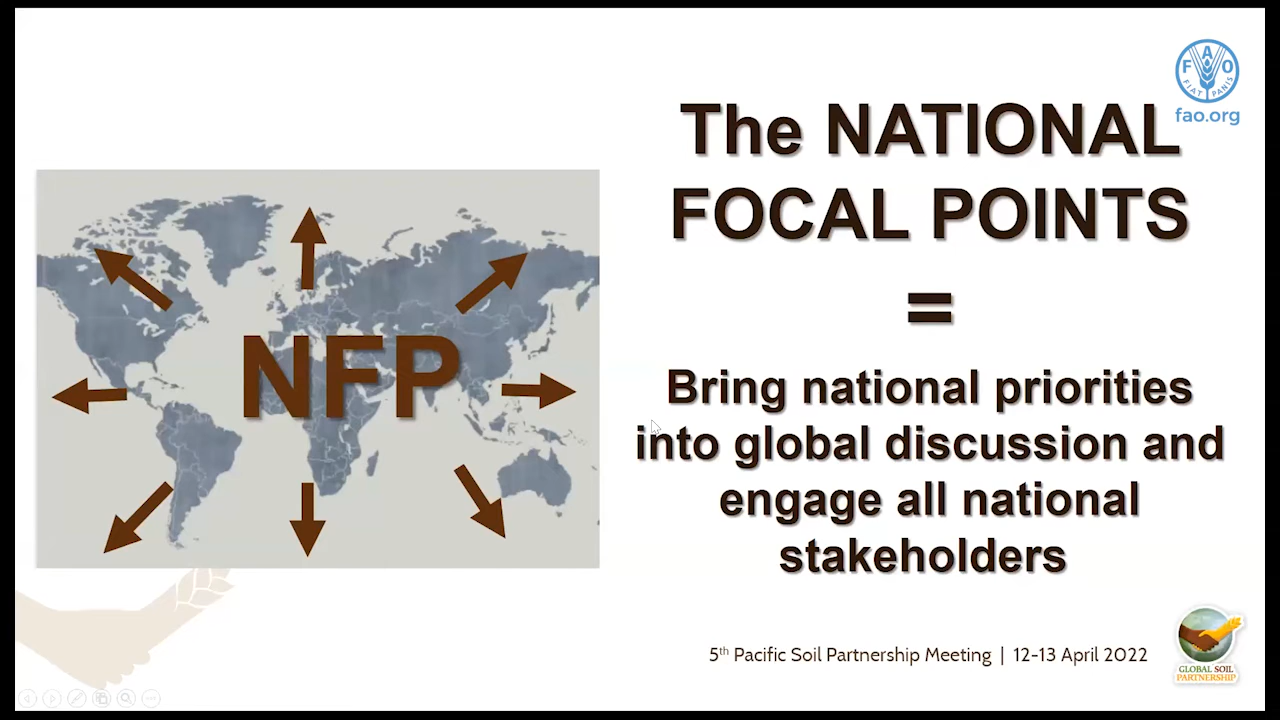 FAO
FIAT PANIS
fao.org
The NATIONAL
FOCAL POINTS
=
Bring national priorities
into global discussion and
engage all national
stakeholders
NFP
5th Pacific Soil Partnership Meeting | 12-13 April 2022
GLOBAL SOIL
PARTNERSHIP